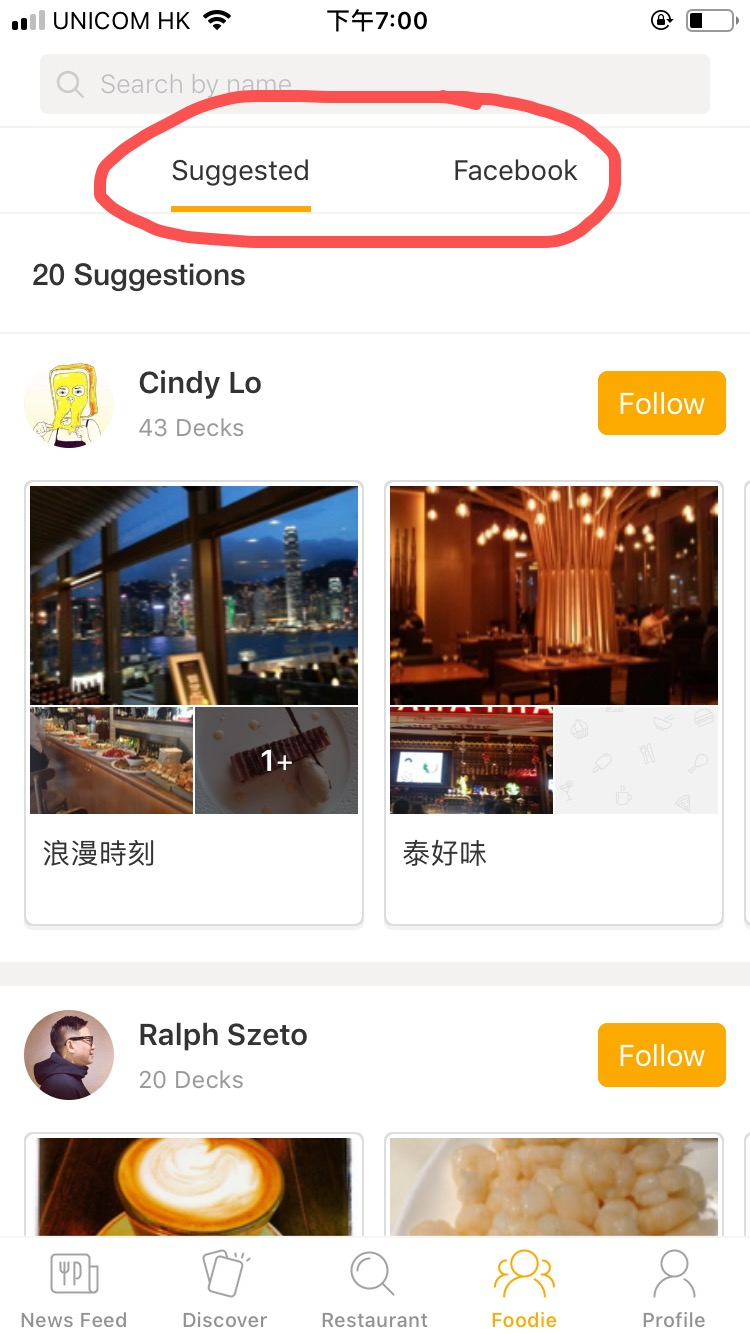 UNICOM HK 下午7:00
Search by name
Suggested Facebook
20 Suggestions
Cindy Lo
43 Decks
Follow
1+
浪漫時刻
泰好味
Ralph Szeto
20 Decks
Follow
News Feed Discover Restaurant Foodie Profile